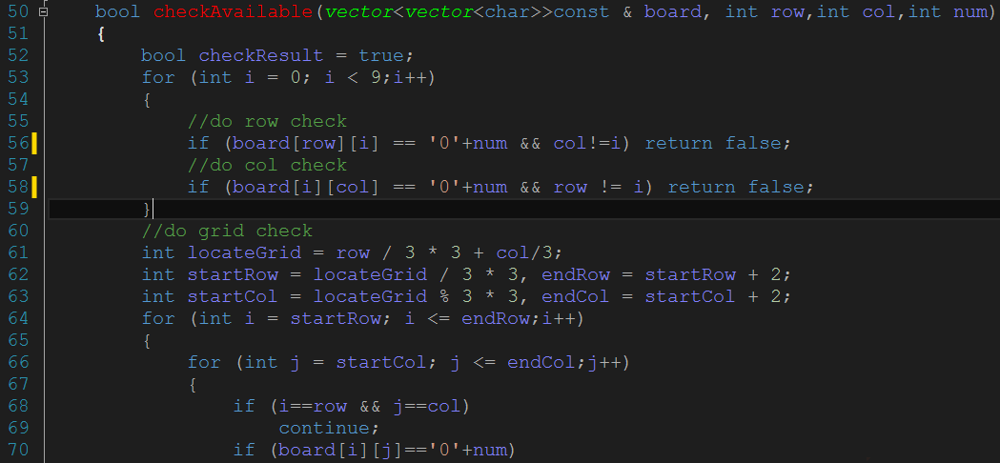 50 bool checkAvailable(vector<vector<char>>const & board, int row,int col,int num)
51 {
52 bool checkResult = true;
53 for (int i = 0; i < 9;i++)
54 {
55 //do row check
56 if (board[row][i] == '0'+num && col!=i) return false;
57 //do col check
58 if (board[i][col] == '0'+num && row != i) return false;
59 }
60 //do grid check
61 int locateGrid = row / 3 * 3 + col/3;
62 int startRow = locateGrid / 3 * 3, endRow = startRow + 2;
63 int startCol = locateGrid % 3 * 3, endCol = startCol + 2;
64 for (int i = startRow; i <= endRow;i++)
65 {
66 for (int j = startCol; j <= endCol;j++)
67 {
68 if (i==row && j==col)
69 continue;
70 if (board[i][j]=='0'+num)